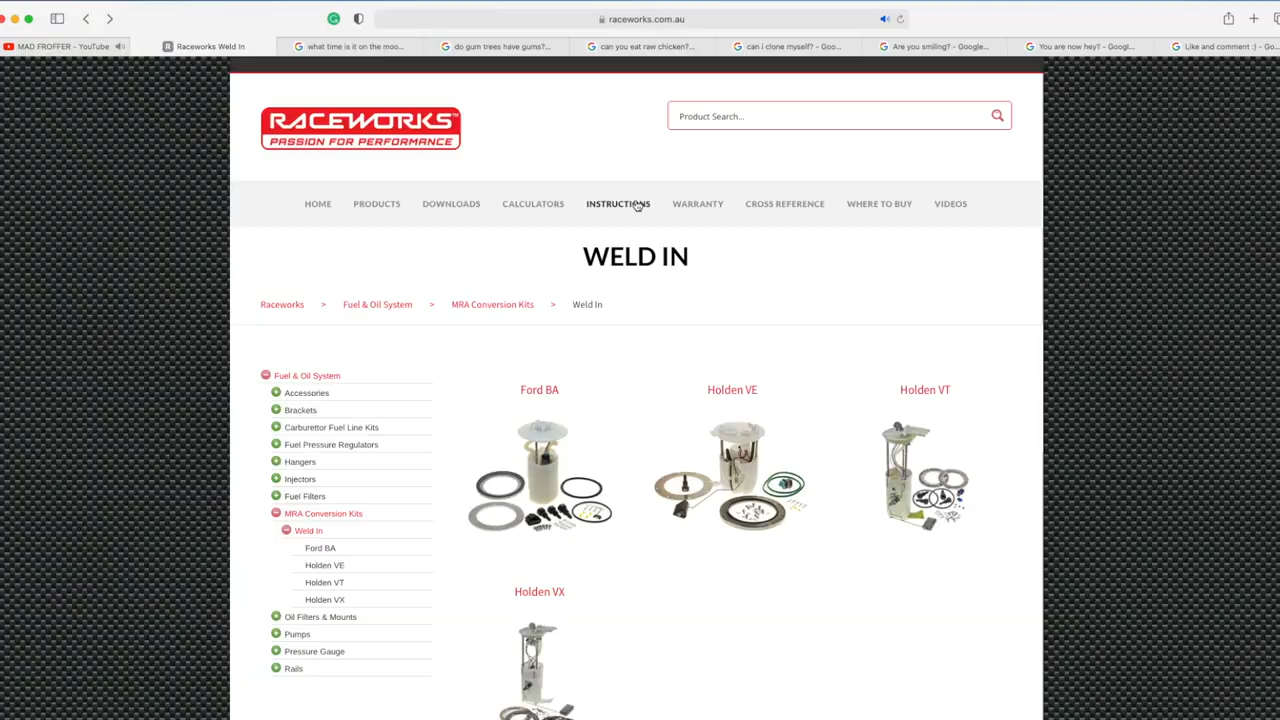 raceworks.com.au
MAD FROFFER - YouTube
Raceworks Weld In
what time is it on the moo...
do gum trees have gums?...
can you eat raw chicken?...
can i clone myself? - Goo...
Are you smiling? - Google...
You are now hey? - Googl...
Like and comment :) - Go...
RACEWORKS™
PASSION FOR PERFORMANCE
Product Search...
HOME PRODUCTS DOWNLOADS CALCULATORS INSTRUCTIONS WARRANTY CROSS REFERENCE WHERE TO BUY VIDEOS
WELD IN
Raceworks > Fuel & Oil System > MRA Conversion Kits > Weld In
Fuel & Oil System
Accessories
Brackets
Carburettor Fuel Line Kits
Fuel Pressure Regulators
Hangers
Injectors
Fuel Filters
MRA Conversion Kits
Weld In
Ford BA
Holden VE
Holden VT
Holden VX
Oil Filters & Mounts
Pumps
Pressure Gauge
Rails
Ford BA
Holden VE
Holden VT
Holden VX